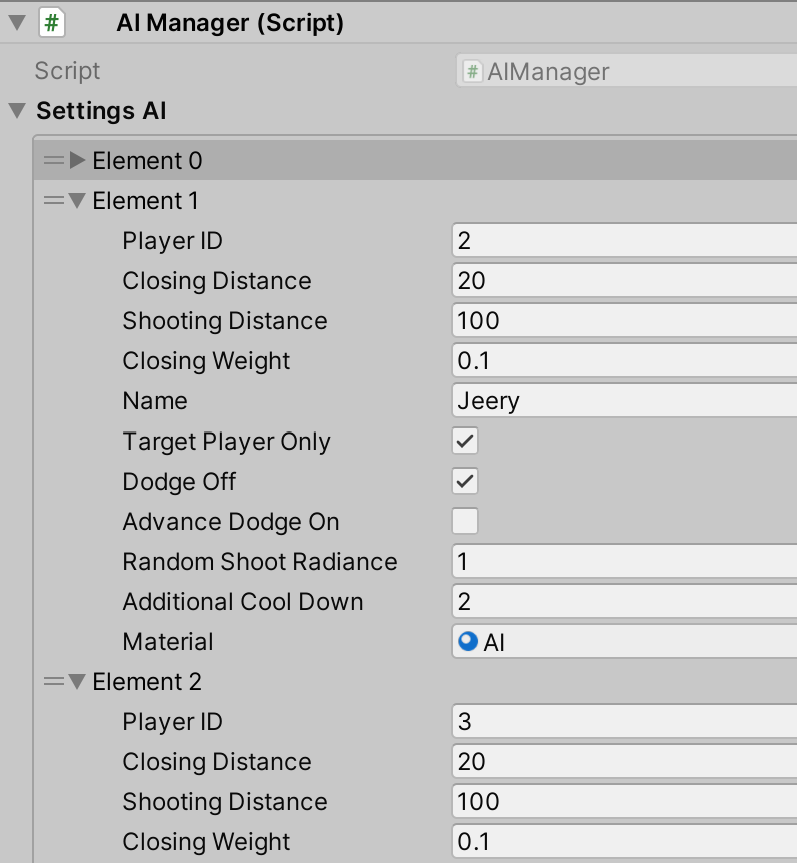 # AI Manager (Script)
Script # AIManager
Settings AI
Element 0
Element 1
Player ID 2
Closing Distance 20
Shooting Distance 100
Closing Weight 0.1
Name Jeery
Target Player Only
Dodge Off
Advance Dodge On
Random Shoot Radiance 1
Additional Cool Down 2
Material AI
Element 2
Player ID 3
Closing Distance 20
Shooting Distance 100
Closing Weight 0.1